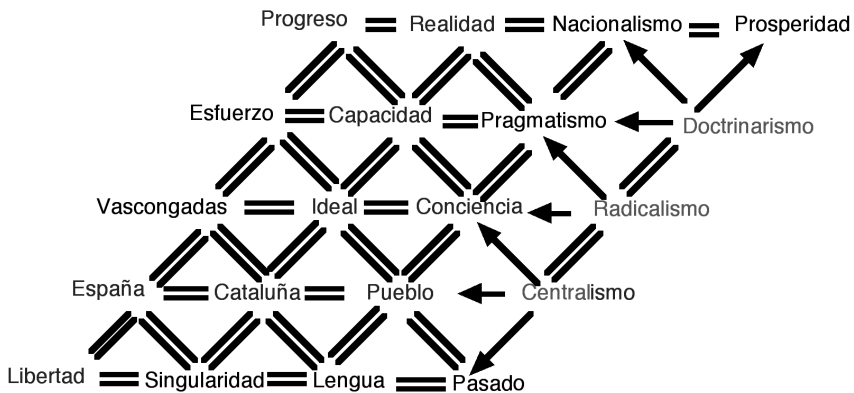 Progreso Realidad Nacionalismo Prosperidad
Esfuerzo Capacidad Pragmatismo Doctrinarismo
Vascongadas Ideal Conciencia Radicalismo
España Cataluña Pueblo Centralismo
Libertad Singularidad Lengua Pasado